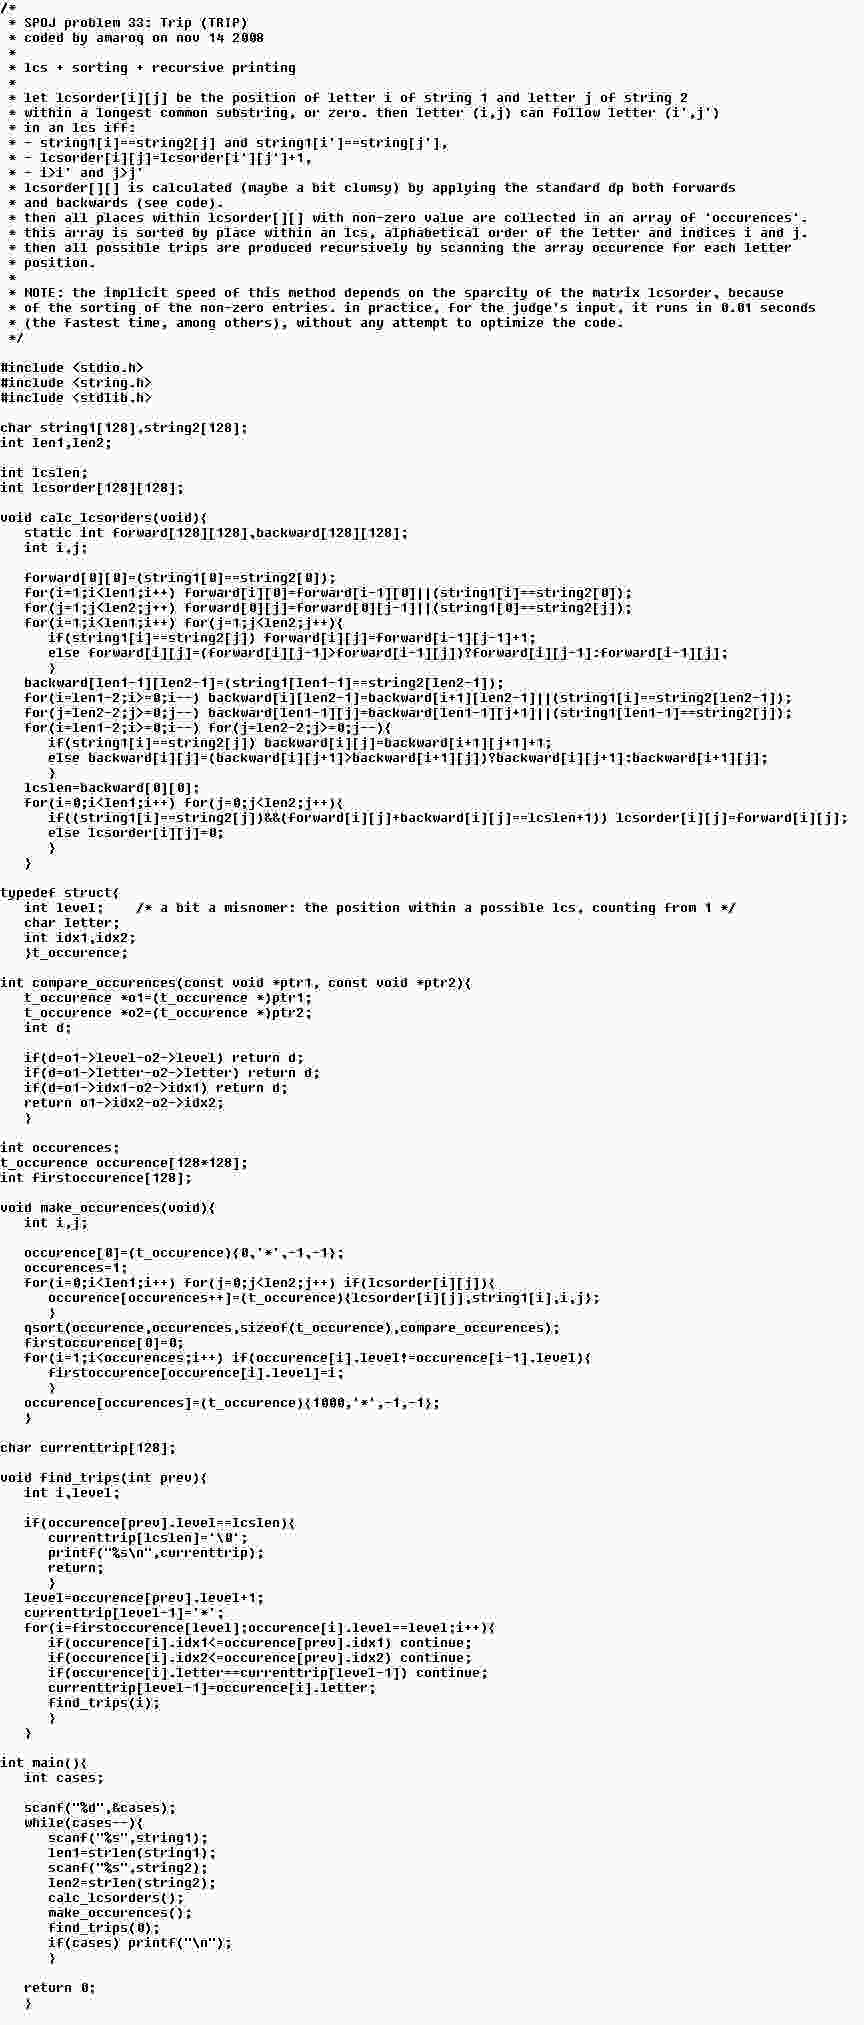 /*
 * SPOJ problem 33: Trip (TRIP)
 * coded by amaroq on nov 14 2008
 *
 * lcs + sorting + recursive printing
 *
 * let lcsorder[i][j] be the position of letter i of string 1 and letter j of string 2
 * within a longest common substring, or zero. then letter (i,j) can follow letter (i',j')
 * in an lcs iff:
 * - string1[i]==string2[j] and string1[i']==string[j'],
 * - lcsorder[i][j]=lcsorder[i'][j']+1,
 * - i>i' and j>j'
 * lcsorder[][] is calculated (maybe a bit clumsy) by applying the standard dp both forwards
 * and backwards (see code).
 * then all places within lcsorder[][] with non-zero value are collected in an array of 'occurences'.
 * this array is sorted by place within an lcs, alphabetical order of the letter and indices i and j.
 * then all possible trips are produced recursively by scanning the array occurence for each letter
 * position.
 *
 * NOTE: the implicit speed of this method depends on the sparcity of the matrix lcsorder, because
 * of the sorting of the non-zero entries. in practice, for the judge's input, it runs in 0.01 seconds
 * (the fastest time, among others), without any attempt to optimize the code.
 */

#include <stdio.h>
#include <string.h>
#include <stdlib.h>

char string1[128],string2[128];
int len1,len2;

int lcslen;
int lcsorder[128][128];

void calc_lcsorders(void){
   static int forward[128][128],backward[128][128];
   int i,j;

   forward[0][0]=(string1[0]==string2[0]);
   for(i=1;i<len1;i++) forward[i][0]=forward[i-1][0]||(string1[i]==string2[0]);
   for(j=1;j<len2;j++) forward[0][j]=forward[0][j-1]||(string1[0]==string2[j]);
   for(i=1;i<len1;i++) for(j=1;j<len2;j++){
      if(string1[i]==string2[j]) forward[i][j]=forward[i-1][j-1]+1;
      else forward[i][j]=(forward[i][j-1]>forward[i-1][j])?forward[i][j-1]:forward[i-1][j];
      }
   backward[len1-1][len2-1]=(string1[len1-1]==string2[len2-1]);
   for(i=len1-2;i>=0;i--) backward[i][len2-1]=backward[i+1][len2-1]||(string1[i]==string2[len2-1]);
   for(j=len2-2;j>=0;j--) backward[len1-1][j]=backward[len1-1][j+1]||(string1[len1-1]==string2[j]);
   for(i=len1-2;i>=0;i--) for(j=len2-2;j>=0;j--){
      if(string1[i]==string2[j]) backward[i][j]=backward[i+1][j+1]+1;
      else backward[i][j]=(backward[i][j+1]>backward[i+1][j])?backward[i][j+1]:backward[i+1][j];
      }
   lcslen=backward[0][0];
   for(i=0;i<len1;i++) for(j=0;j<len2;j++){
      if((string1[i]==string2[j])&&(forward[i][j]+backward[i][j]==lcslen+1)) lcsorder[i][j]=forward[i][j];
      else lcsorder[i][j]=0;
      }
   }

typedef struct{
   int level;    /* a bit a misnomer: the position within a possible lcs, counting from 1 */
   char letter;
   int idx1,idx2;
   }t_occurence;

int compare_occurences(const void *ptr1, const void *ptr2){
   t_occurence *o1=(t_occurence *)ptr1;
   t_occurence *o2=(t_occurence *)ptr2;
   int d;

   if(d=o1->level-o2->level) return d;
   if(d=o1->letter-o2->letter) return d;
   if(d=o1->idx1-o2->idx1) return d;
   return o1->idx2-o2->idx2;
   }

int occurences;
t_occurence occurence[128*128];
int firstoccurence[128];

void make_occurences(void){
   int i,j;

   occurence[0]=(t_occurence){0,'*',-1,-1};
   occurences=1;
   for(i=0;i<len1;i++) for(j=0;j<len2;j++) if(lcsorder[i][j]){
      occurence[occurences++]=(t_occurence){lcsorder[i][j],string1[i],i,j};
      }
   qsort(occurence,occurences,sizeof(t_occurence),compare_occurences);
   firstoccurence[0]=0;
   for(i=1;i<occurences;i++) if(occurence[i].level!=occurence[i-1].level){
      firstoccurence[occurence[i].level]=i;
      }
   occurence[occurences]=(t_occurence){1000,'*',-1,-1};
   }

char currenttrip[128];

void find_trips(int prev){
   int i,level;

   if(occurence[prev].level==lcslen){
      currenttrip[lcslen]='\0';
      printf("%s\n",currenttrip);
      return;
      }
   level=occurence[prev].level+1;
   currenttrip[level-1]='*';
   for(i=firstoccurence[level];occurence[i].level==level;i++){
      if(occurence[i].idx1<=occurence[prev].idx1) continue;
      if(occurence[i].idx2<=occurence[prev].idx2) continue;
      if(occurence[i].letter==currenttrip[level-1]) continue;
      currenttrip[level-1]=occurence[i].letter;
      find_trips(i);
      }
   }

int main(){
   int cases;

   scanf("%d",&cases);
   while(cases--){
      scanf("%s",string1);
      len1=strlen(string1);
      scanf("%s",string2);
      len2=strlen(string2);
      calc_lcsorders();
      make_occurences();
      find_trips(0);
      if(cases) printf("\n");
      }

   return 0;
   }